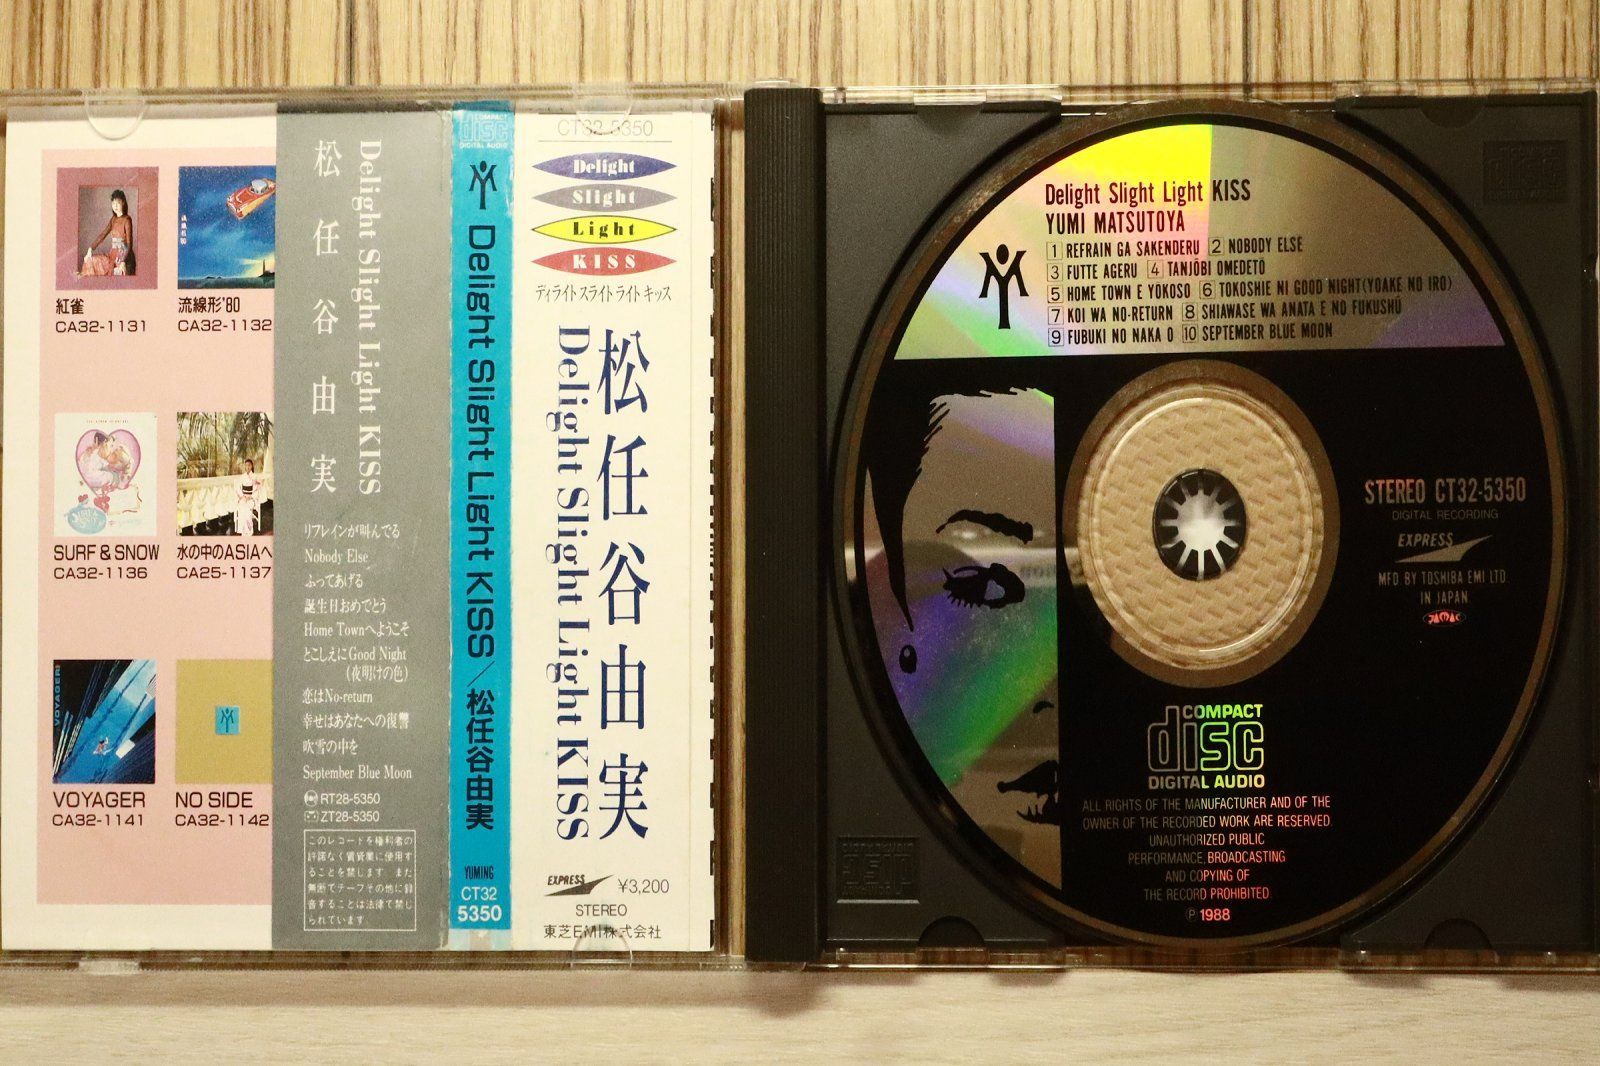 紅雀
CA32-1131
流線形'80
CA32-1132
SURF & SNOW
CA32-1136
水の中のASIAへ
CA25-1137
VOYAGER
VOYAGER
CA32-1141
NO SIDE
CA32-1142
Delight Slight Light KISS
松任谷由実
リフレインが叫んでる
Nobody Else
ふってあげる
誕生日おめでとう
Home Townへようこそ
とこしえにGood Night
(夜明けの色)
恋はNo-return
幸せはあなたへの復讐
吹雪の中を
September Blue Moon
RT28-5350
ZT28-5350
このレコードを権利者の
許諾なく賃貸業に使用す
ることを禁じます。また
無断でテープその他に録
音することは法律で禁じ
られています。
COMPACT
disc
DIGITAL AUDIO
Delight Slight Light KISS/松任谷由実
YUMING
CT32
5350
CT32-5350
Delight
Slight
Light
KISS
ディライト スライト ライト キッス
松任谷由実
Delight Slight Light KISS
EXPRESS
¥3,200
STEREO
東芝EMI株式会社
Delight Slight Light KISS
YUMI MATSUTOYA
1 REFRAIN GA SAKENDERU 2 NOBODY ELSE
3 FUTTE AGERU 4 TANJŌBI OMEDETŌ
5 HOME TOWN E YŌKOSO 6 TOKOSHIE NI GOOD NIGHT(YOAKE NO IRO)
7 KOI WA NO-RETURN 8 SHIAWASE WA ANATA E NO FUKUSHŪ
9 FUBUKI NO NAKA O 10 SEPTEMBER BLUE MOON
STEREO CT32-5350
DIGITAL RECORDING
EXPRESS
MFD. BY TOSHIBA EMI LTD.
IN JAPAN
COMPACT
disc
DIGITAL AUDIO
ALL RIGHTS OF THE MANUFACTURER AND OF THE
OWNER OF THE RECORDED WORK ARE RESERVED.
UNAUTHORIZED PUBLIC
PERFORMANCE, BROADCASTING
AND COPYING OF
THE RECORD PROHIBITED.
℗ 1988